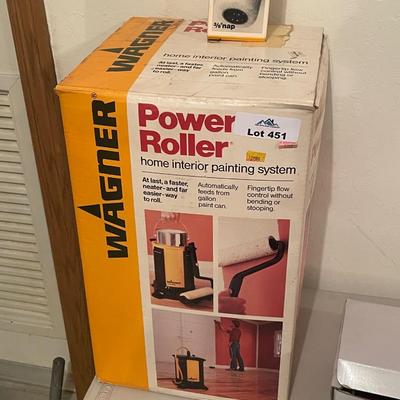 3/8" nap
WAGNER
home interior painting system
At last, a faster,
neater- and far
easier- way
to roll.
Automatically
feeds from
gallon
paint can.
Fingertip flow
control without
bending or
stooping.
WAGNER®
Power
Roller
Lot 451
home interior painting system
At last, a faster,
neater- and far
easier- way
to roll.
Automatically
feeds from
gallon
paint can.
Fingertip flow
control without
bending or
stooping.